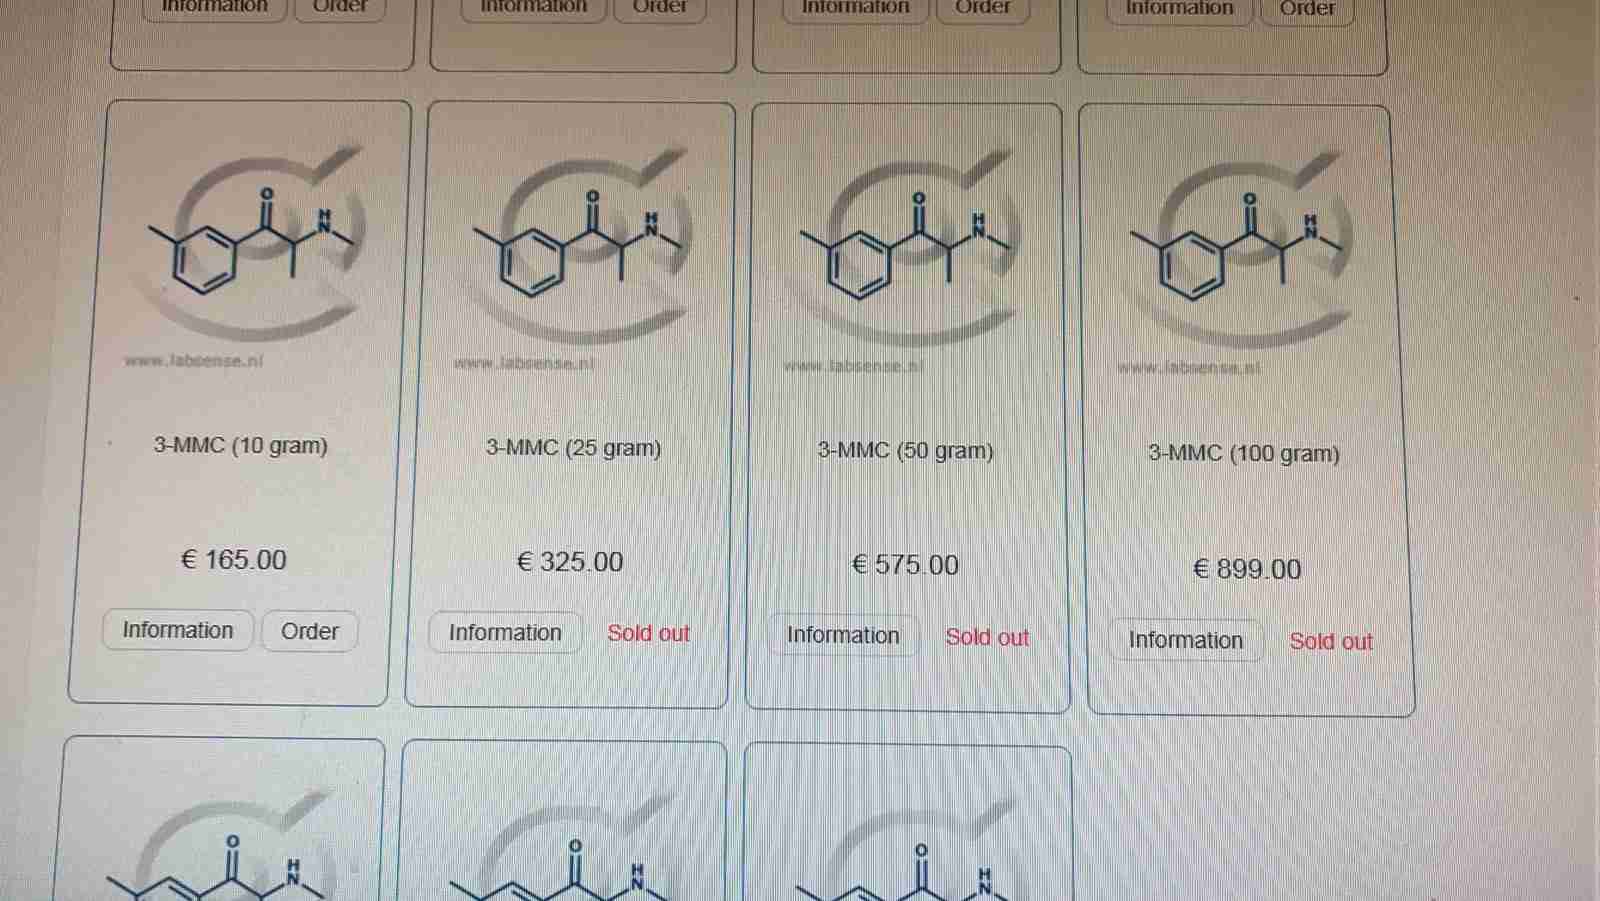 Information Order Information Order Information Order Information Order
O H N O H N O H N O H N
www.labsense.nl www.labsense.nl www.labsense.nl www.labsense.nl
3-MMC (10 gram) 3-MMC (25 gram) 3-MMC (50 gram) 3-MMC (100 gram)
€ 165.00 € 325.00 € 575.00 € 899.00
Information Order Information Sold out Information Sold out Information Sold out
O H N O H N O H N